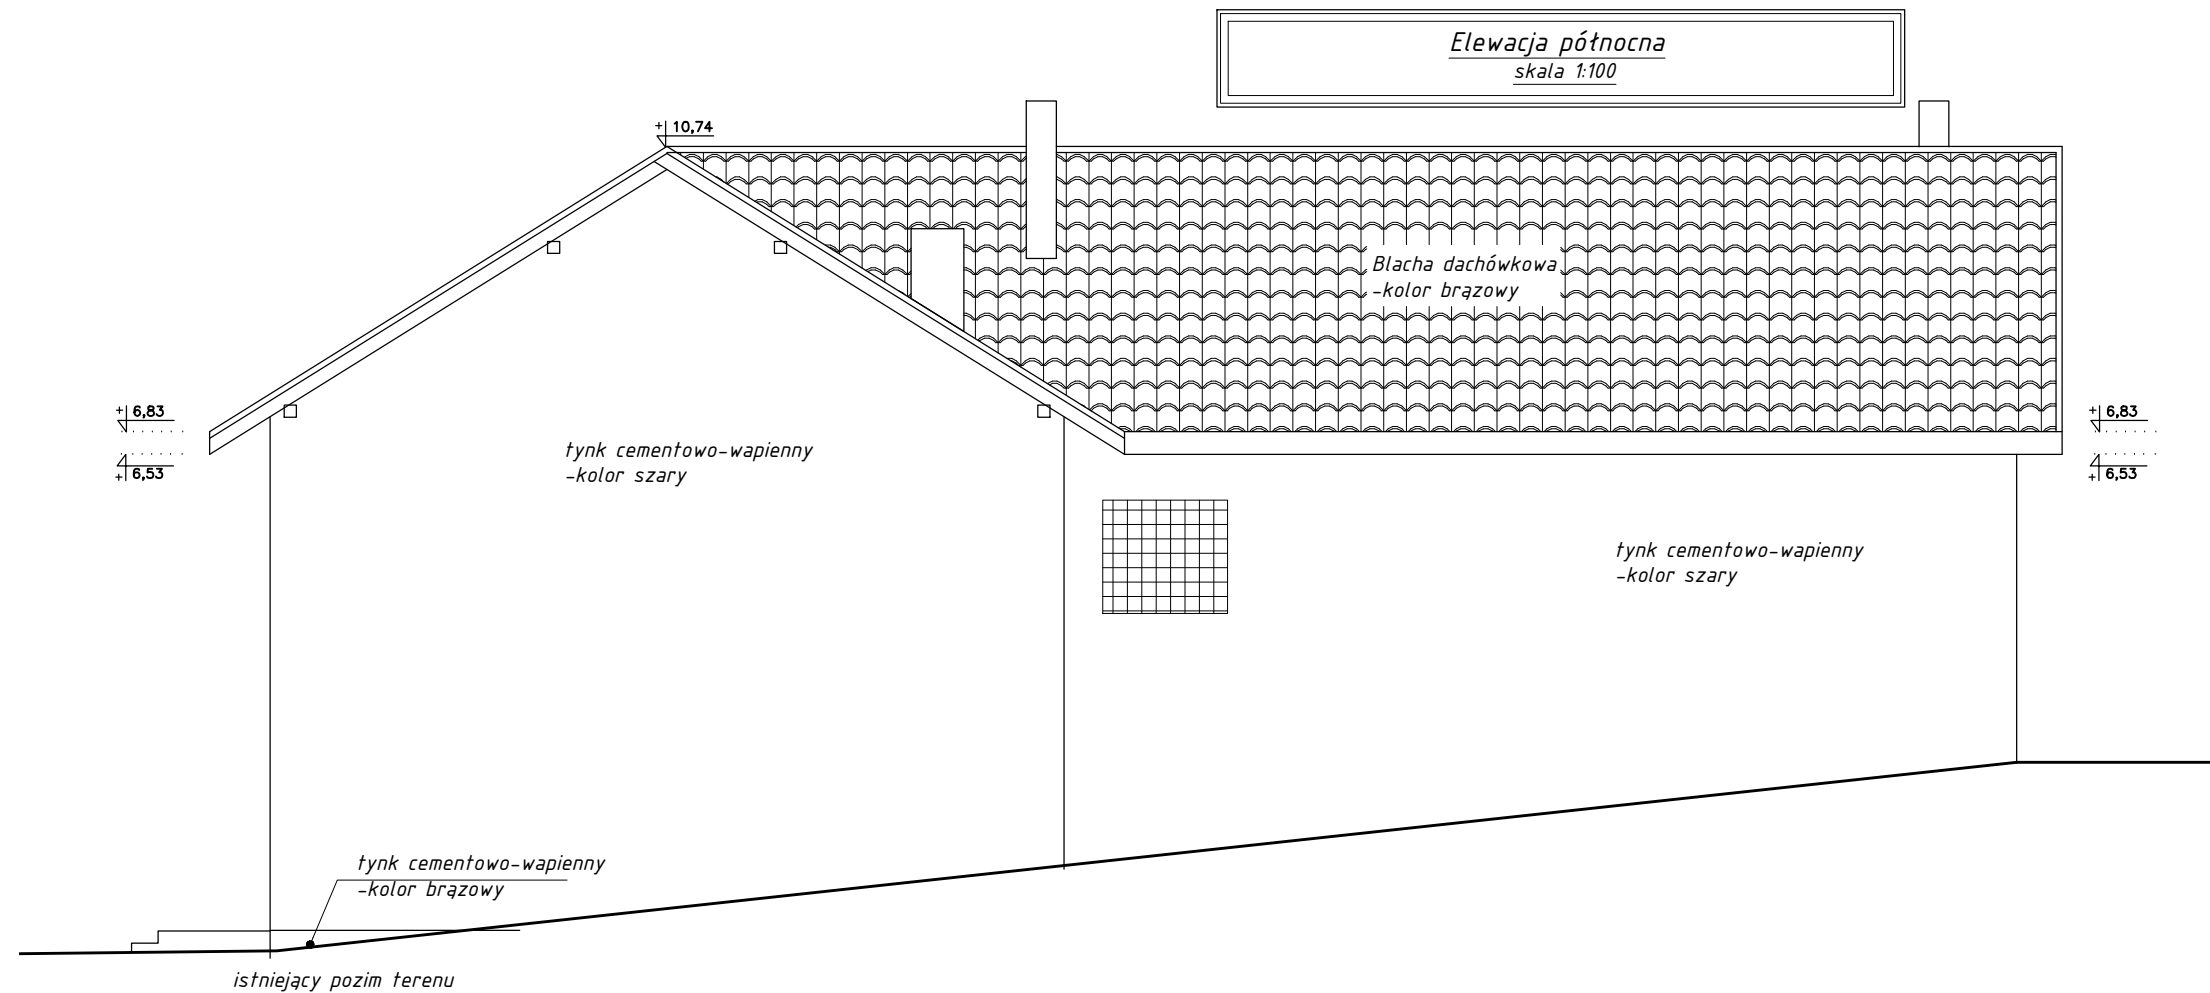 Elewacja północna
skala 1:100
+10,74
Blacha dachówkowa
-kolor brązowy
+6,83
+6,53
+6,83
+6,53
tynk cementowo-wapienny
-kolor szary
tynk cementowo-wapienny
-kolor szary
tynk cementowo-wapienny
-kolor brązowy
istniejący pozim terenu